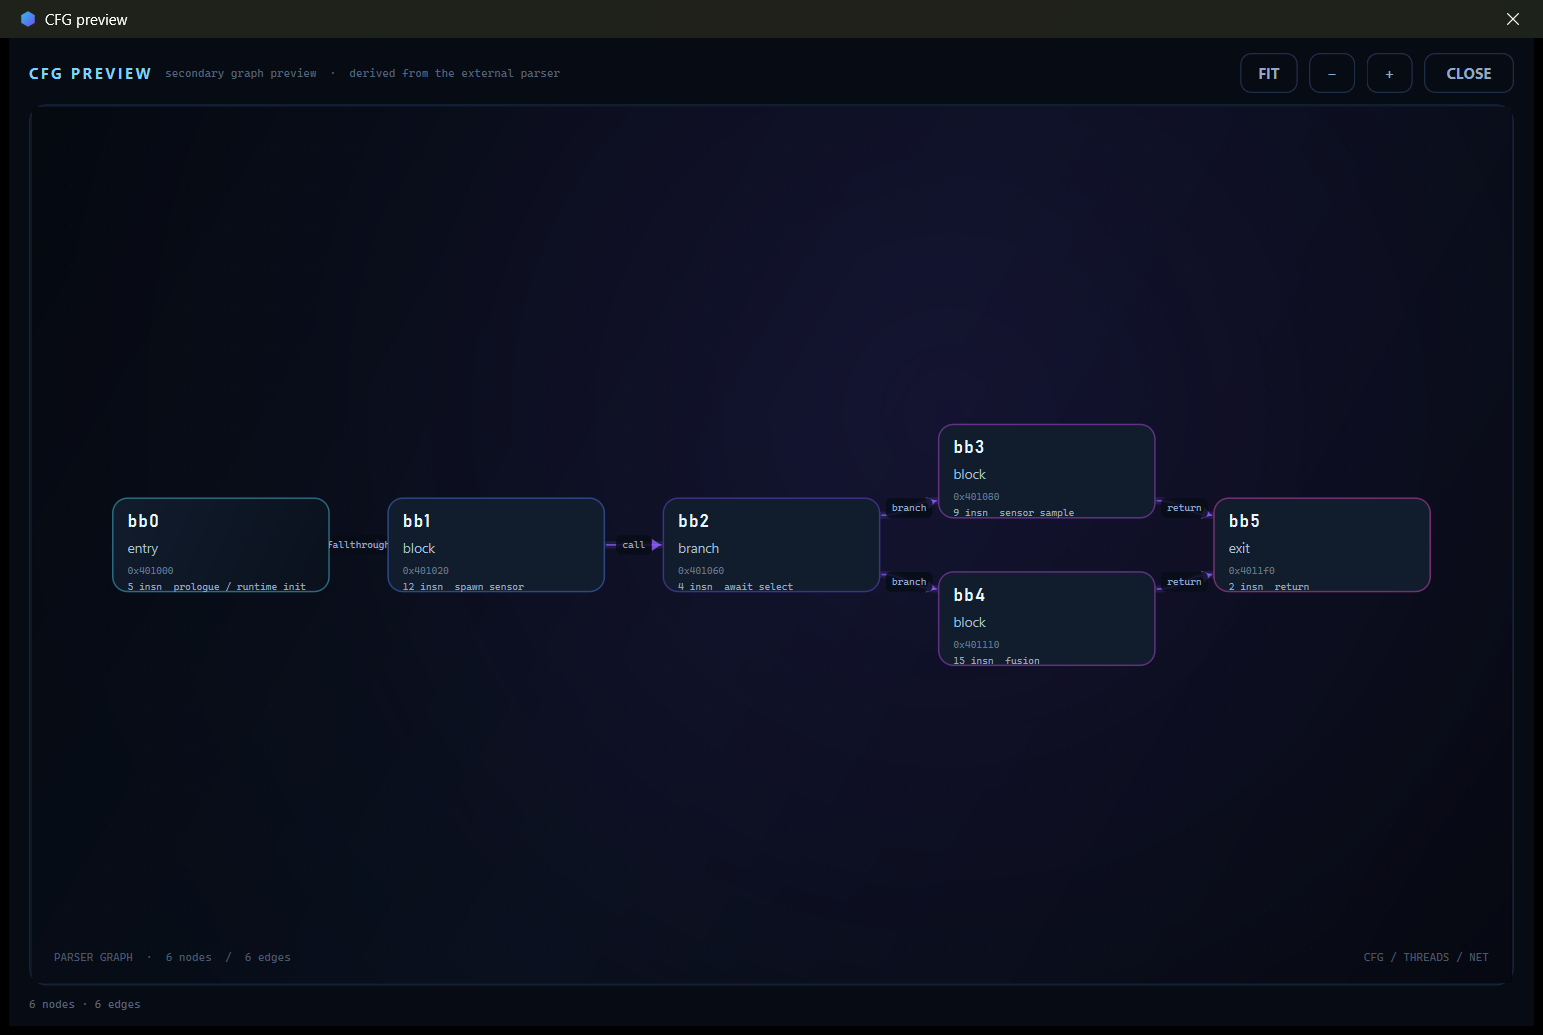 CFG preview
CFG PREVIEW secondary graph preview · derived from the external parser
FIT − + CLOSE
bb0
entry
0x401000
5 insn prologue / runtime init
fallthrough
bb1
block
0x401020
12 insn spawn sensor
call
bb2
branch
0x401060
4 insn await select
branch
branch
bb3
block
0x401080
9 insn sensor sample
bb4
block
0x401110
15 insn fusion
return
return
bb5
exit
0x4011f0
2 insn return
PARSER GRAPH · 6 nodes / 6 edges
CFG / THREADS / NET
6 nodes · 6 edges